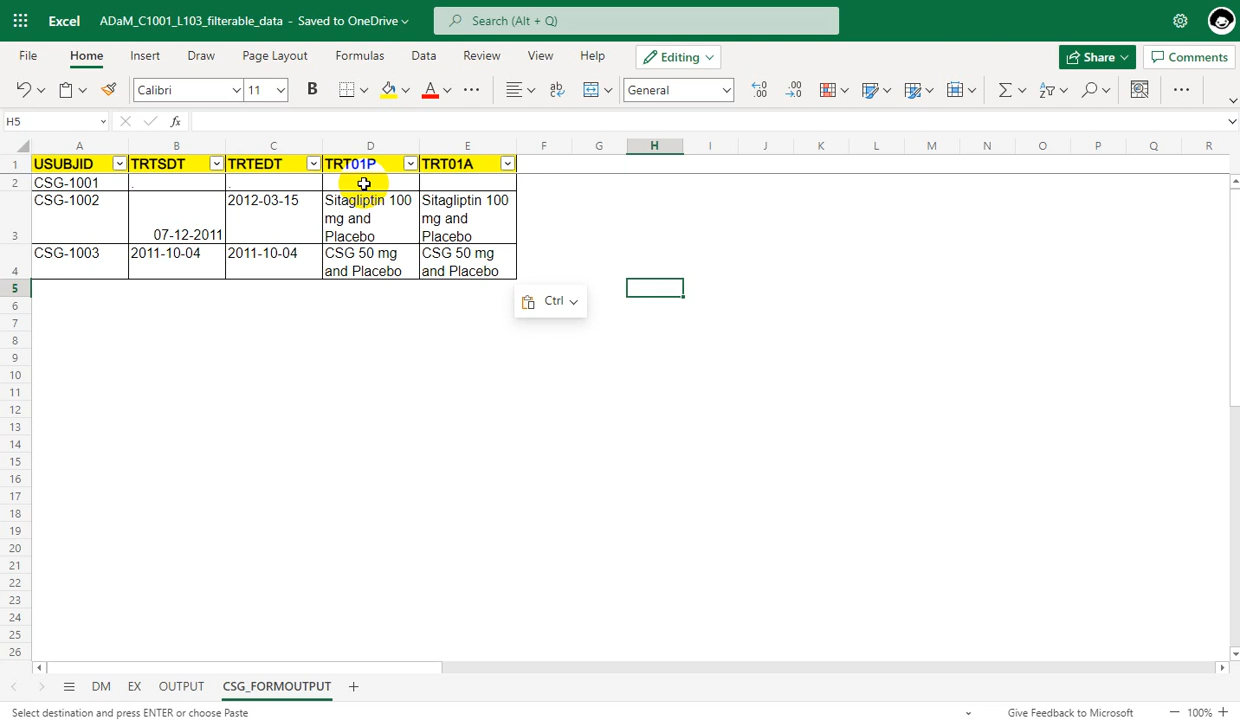 Excel ADaM_C1001_L103_filterable_data - Saved to OneDrive Search (Alt + Q)
File Home Insert Draw Page Layout Formulas Data Review View Help Editing Share Comments
Calibri 11 B A ab General .00 .00
H5 fx
A B C D E F G H I J K L M N O P Q R
1 USUBJID TRTSDT TRTEDT TRT01P TRT01A
2 CSG-1001 . .
CSG-1002 2012-03-15 Sitagliptin 100 Sitagliptin 100
mg and mg and
3 07-12-2011 Placebo Placebo
CSG-1003 2011-10-04 2011-10-04 CSG 50 mg CSG 50 mg
4 and Placebo and Placebo
5
Ctrl
6
7
8
9
10
11
12
13
14
15
16
17
18
19
20
21
22
23
24
25
26
DM EX OUTPUT CSG_FORMOUTPUT
Select destination and press ENTER or choose Paste Give Feedback to Microsoft 100%